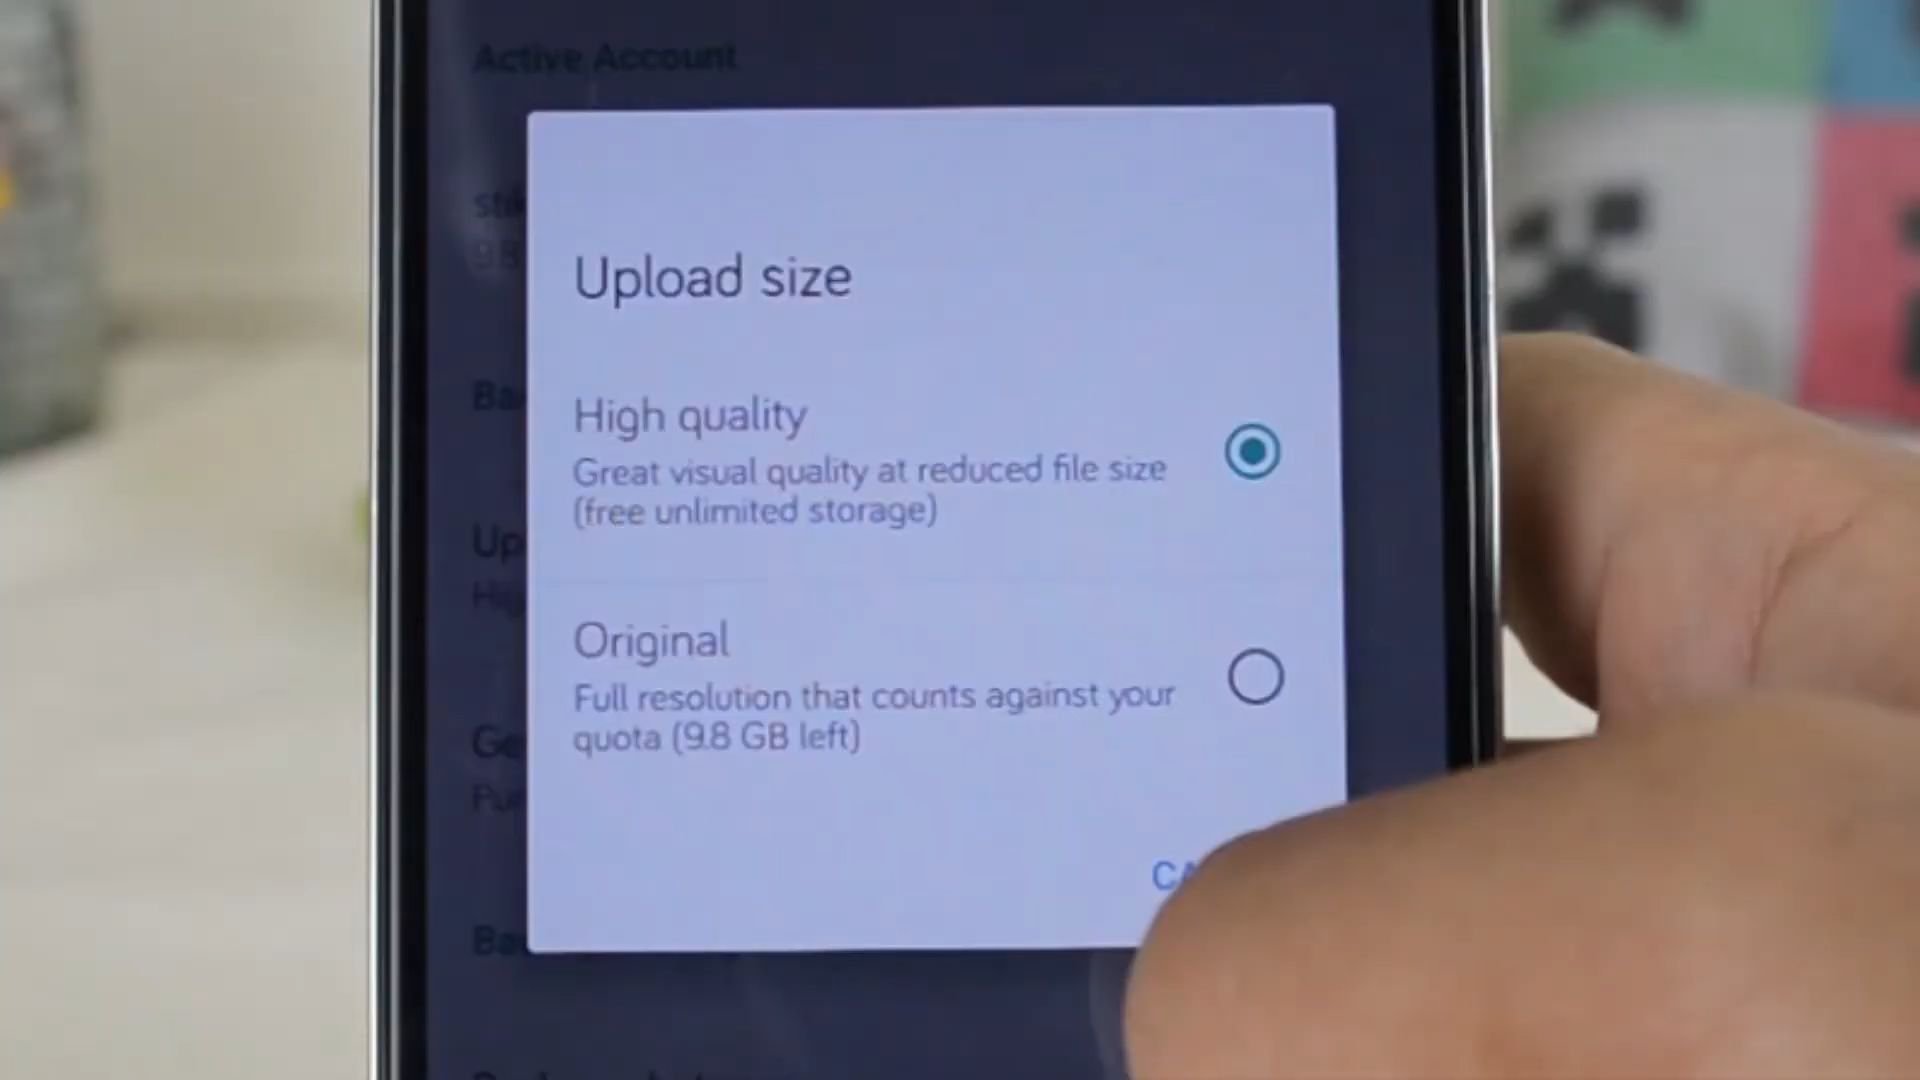 Active Account
Upload size
High quality
Great visual quality at reduced file size
(free unlimited storage)
Original
Full resolution that counts against your
quota (9.8 GB left)